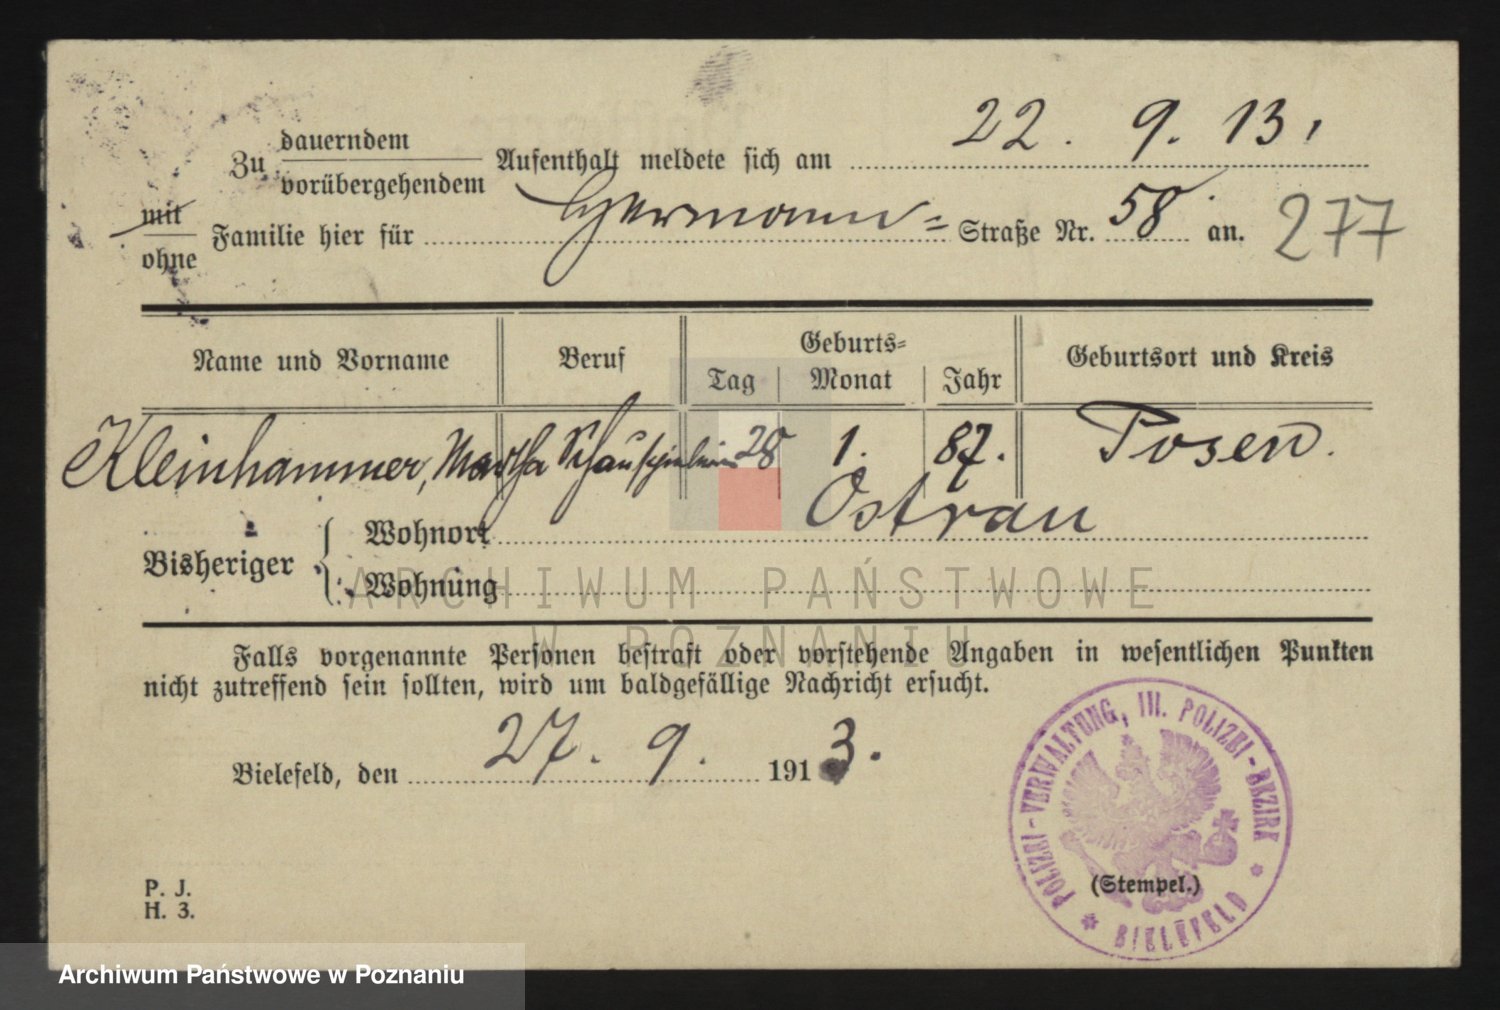 Zu dauerndem
vorübergehendem Aufenthalt meldete sich am 22. 9. 13.
mit
ohne Familie hier für Hermann= Straße Nr. 58 an. 277
Name und Vorname
Beruf
Geburts=
Tag Monat Jahr
Geburtsort und Kreis
Kleinhammer, Martha Schauspielerin 28 1. 87. Posen.
Bisheriger { Wohnort Ostrau
Wohnung
ARCHIWUM PAŃSTWOWE
W POZNANIU
Falls vorgenannte Personen bestraft oder vorstehende Angaben in wesentlichen Punkten
nicht zutreffend sein sollten, wird um baldgefällige Nachricht ersucht.
Bielefeld, den 27. 9. 1913.
POLIZEI-VERWALTUNG, III. POLIZEI-BEZIRK
* BIELEFELD *
(Stempel.)
P. J.
H. 3.
Archiwum Państwowe w Poznaniu